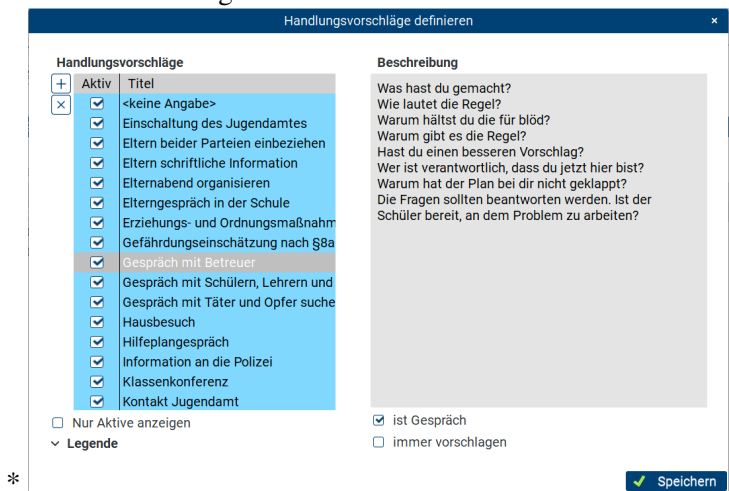 Handlungsvorschläge definieren ×
Handlungsvorschläge
Aktiv Titel
<keine Angabe>
Einschaltung des Jugendamtes
Eltern beider Parteien einbeziehen
Eltern schriftliche Information
Elternabend organisieren
Elterngespräch in der Schule
Erziehungs- und Ordnungsmaßnahm
Gefährdungseinschätzung nach §8a
Gespräch mit Betreuer
Gespräch mit Schülern, Lehrern und
Gespräch mit Täter und Opfer suche
Hausbesuch
Hilfeplangespräch
Information an die Polizei
Klassenkonferenz
Kontakt Jugendamt
Nur Aktive anzeigen
Legende
Beschreibung
Was hast du gemacht?
Wie lautet die Regel?
Warum hältst du die für blöd?
Warum gibt es die Regel?
Hast du einen besseren Vorschlag?
Wer ist verantwortlich, dass du jetzt hier bist?
Warum hat der Plan bei dir nicht geklappt?
Die Fragen sollten beantworten werden. Ist der
Schüler bereit, an dem Problem zu arbeiten?
ist Gespräch
immer vorschlagen
*
Speichern